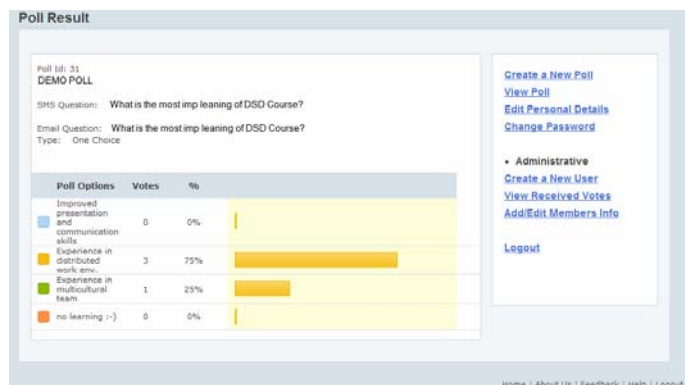 Poll Result
Poll Id: 31
DEMO POLL
SMS Question: What is the most imp leaning of DSD Course?
Email Question: What is the most imp leaning of DSD Course?
Type: One Choice
Poll Options Votes %
Improved
presentation
and
communication
skills
0 0%
Experience in
distributed
work env.
3 75%
Experience in
multicultural
team
1 25%
no learning :-) 0 0%
Create a New Poll
View Poll
Edit Personal Details
Change Password
• Administrative
Create a New User
View Received Votes
Add/Edit Members Info
Logout
Home | About Us | Feedback | Help | Logout